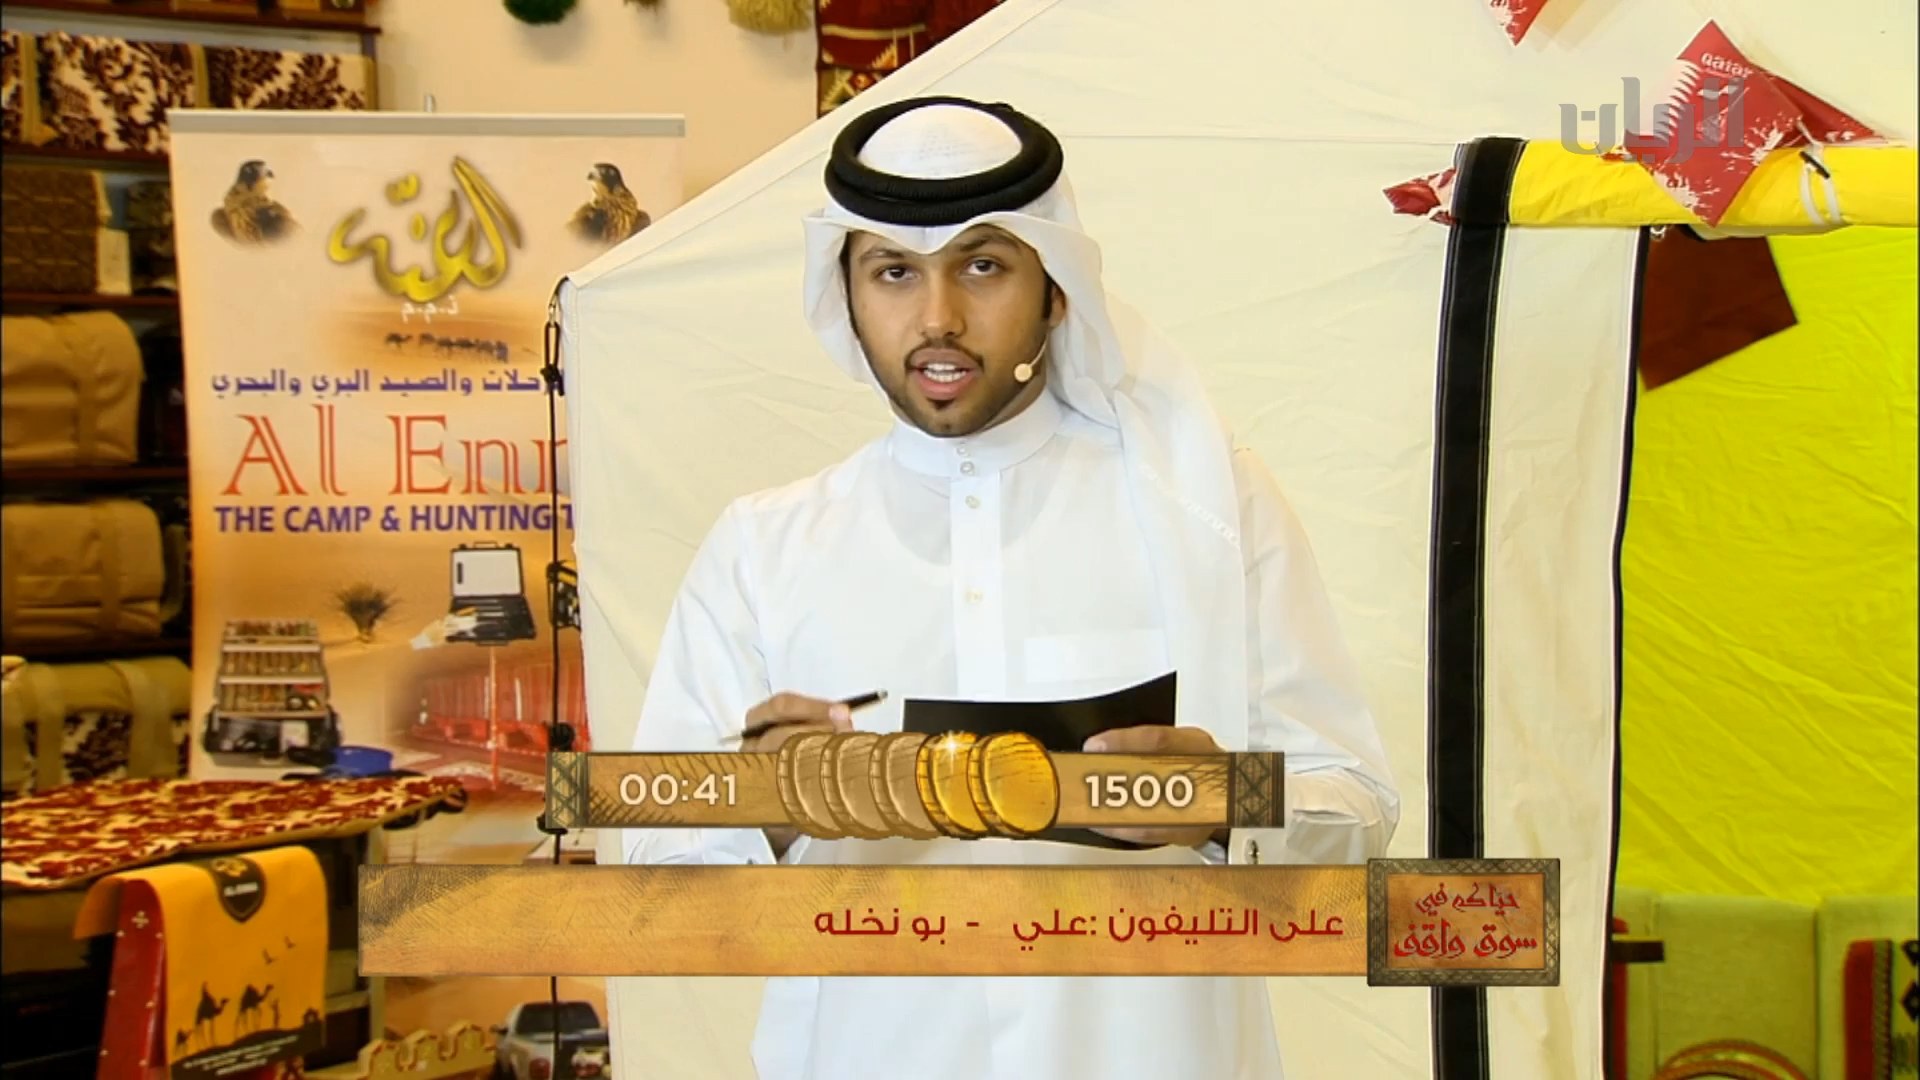 الريان
qatar
العنّه
ذ.م.م
الرحلات والصيد البري والبحري
Al Enn
THE CAMP & HUNTING T
00:41
1500
على التليفون :علي - بو نخله
حياكم في
سوق واقف